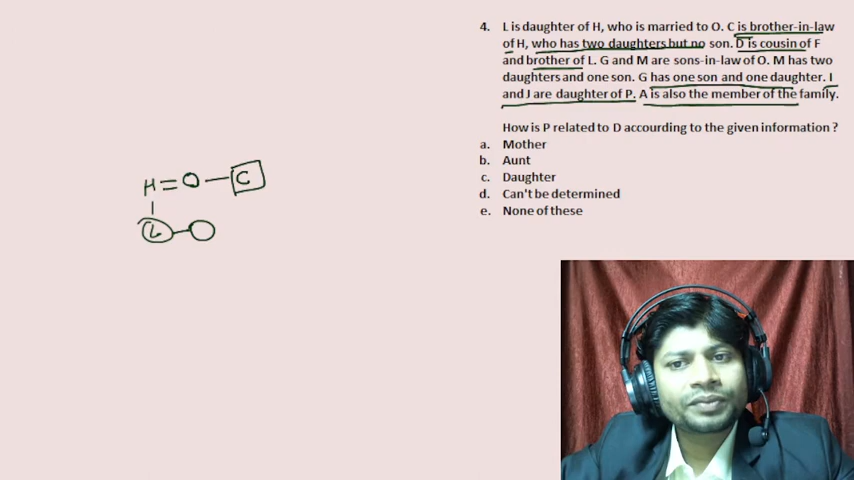 4. L is daughter of H, who is married to O. C is brother-in-law
of H, who has two daughters but no son. D is cousin of F
and brother of L. G and M are sons-in-law of O. M has two
daughters and one son. G has one son and one daughter. I
and J are daughter of P. A is also the member of the family.
How is P related to D accourding to the given information ?
a. Mother
b. Aunt
c. Daughter
d. Can't be determined
e. None of these
H = O - C
L